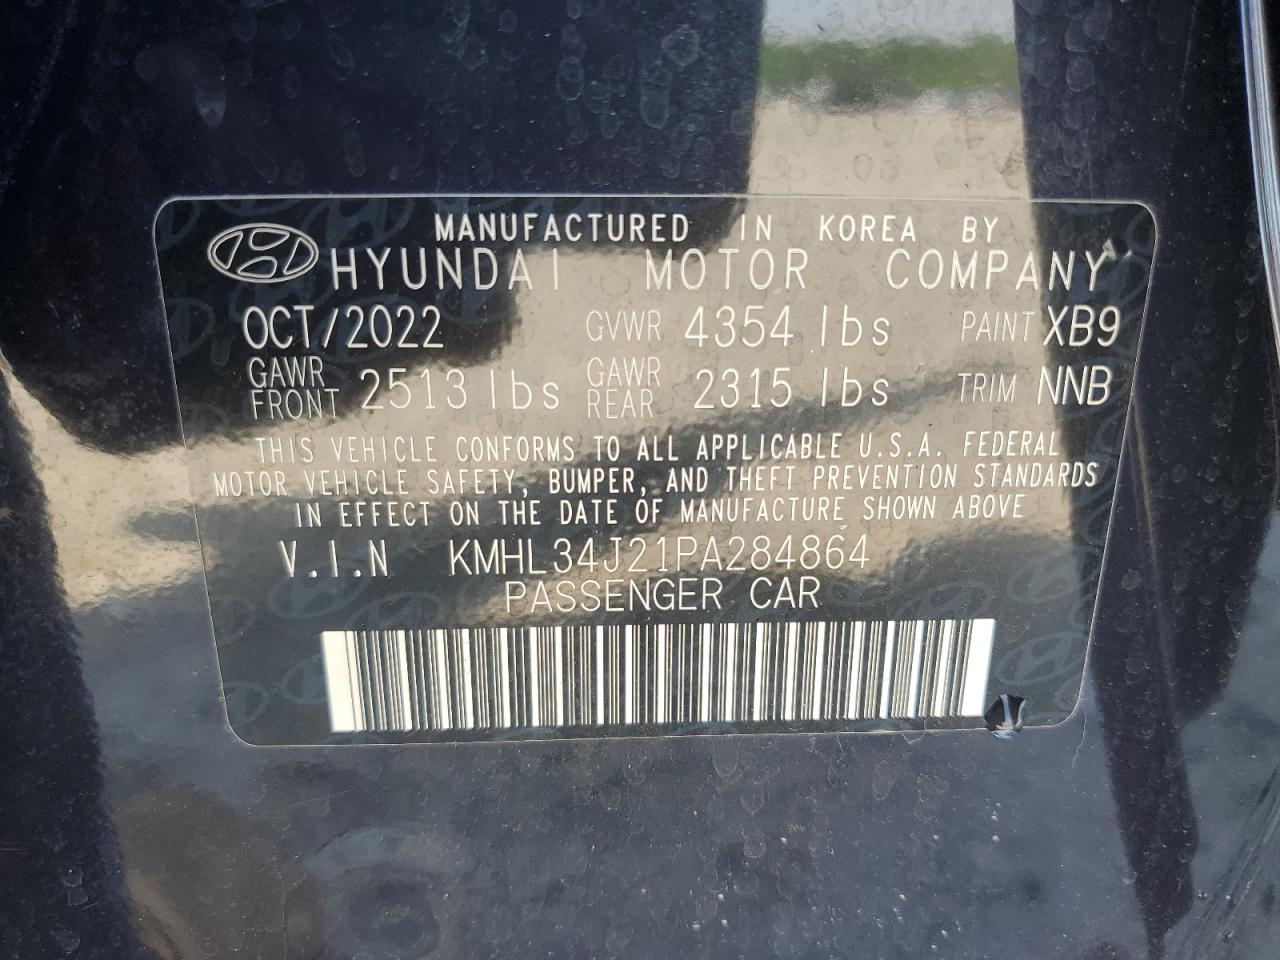 MANUFACTURED IN KOREA BY
HYUNDAI MOTOR COMPANY
OCT/2022 GVWR 4354 lbs PAINT XB9
GAWR FRONT 2513 lbs GAWR REAR 2315 lbs TRIM NNB
THIS VEHICLE CONFORMS TO ALL APPLICABLE U.S.A. FEDERAL
MOTOR VEHICLE SAFETY, BUMPER, AND THEFT PREVENTION STANDARDS
IN EFFECT ON THE DATE OF MANUFACTURE SHOWN ABOVE
V.I.N KMHL34J21PA284864
PASSENGER CAR